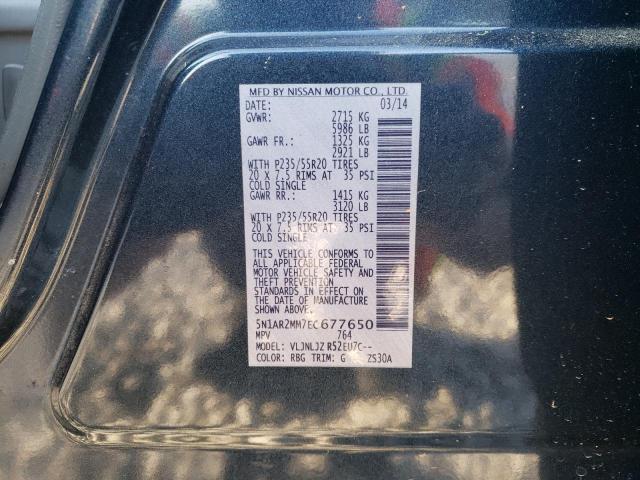 MFD BY NISSAN MOTOR CO., LTD.
DATE: 03/14
GVWR: 2715 KG
5986 LB
GAWR FR.: 1325 KG
2921 LB
WITH P235/55R20 TIRES
20 X 7.5 RIMS AT 35 PSI
COLD SINGLE
GAWR RR.: 1415 KG
3120 LB
WITH P235/55R20 TIRES
20 X 7.5 RIMS AT 35 PSI
COLD SINGLE
THIS VEHICLE CONFORMS TO
ALL APPLICABLE FEDERAL
MOTOR VEHICLE SAFETY AND
THEFT PREVENTION
STANDARDS IN EFFECT ON
THE DATE OF MANUFACTURE
SHOWN ABOVE.
5N1AR2MM7EC677650
MPV 764
MODEL: VLJNLJZ R52EU7C--
COLOR: RBG TRIM: G ZS30A